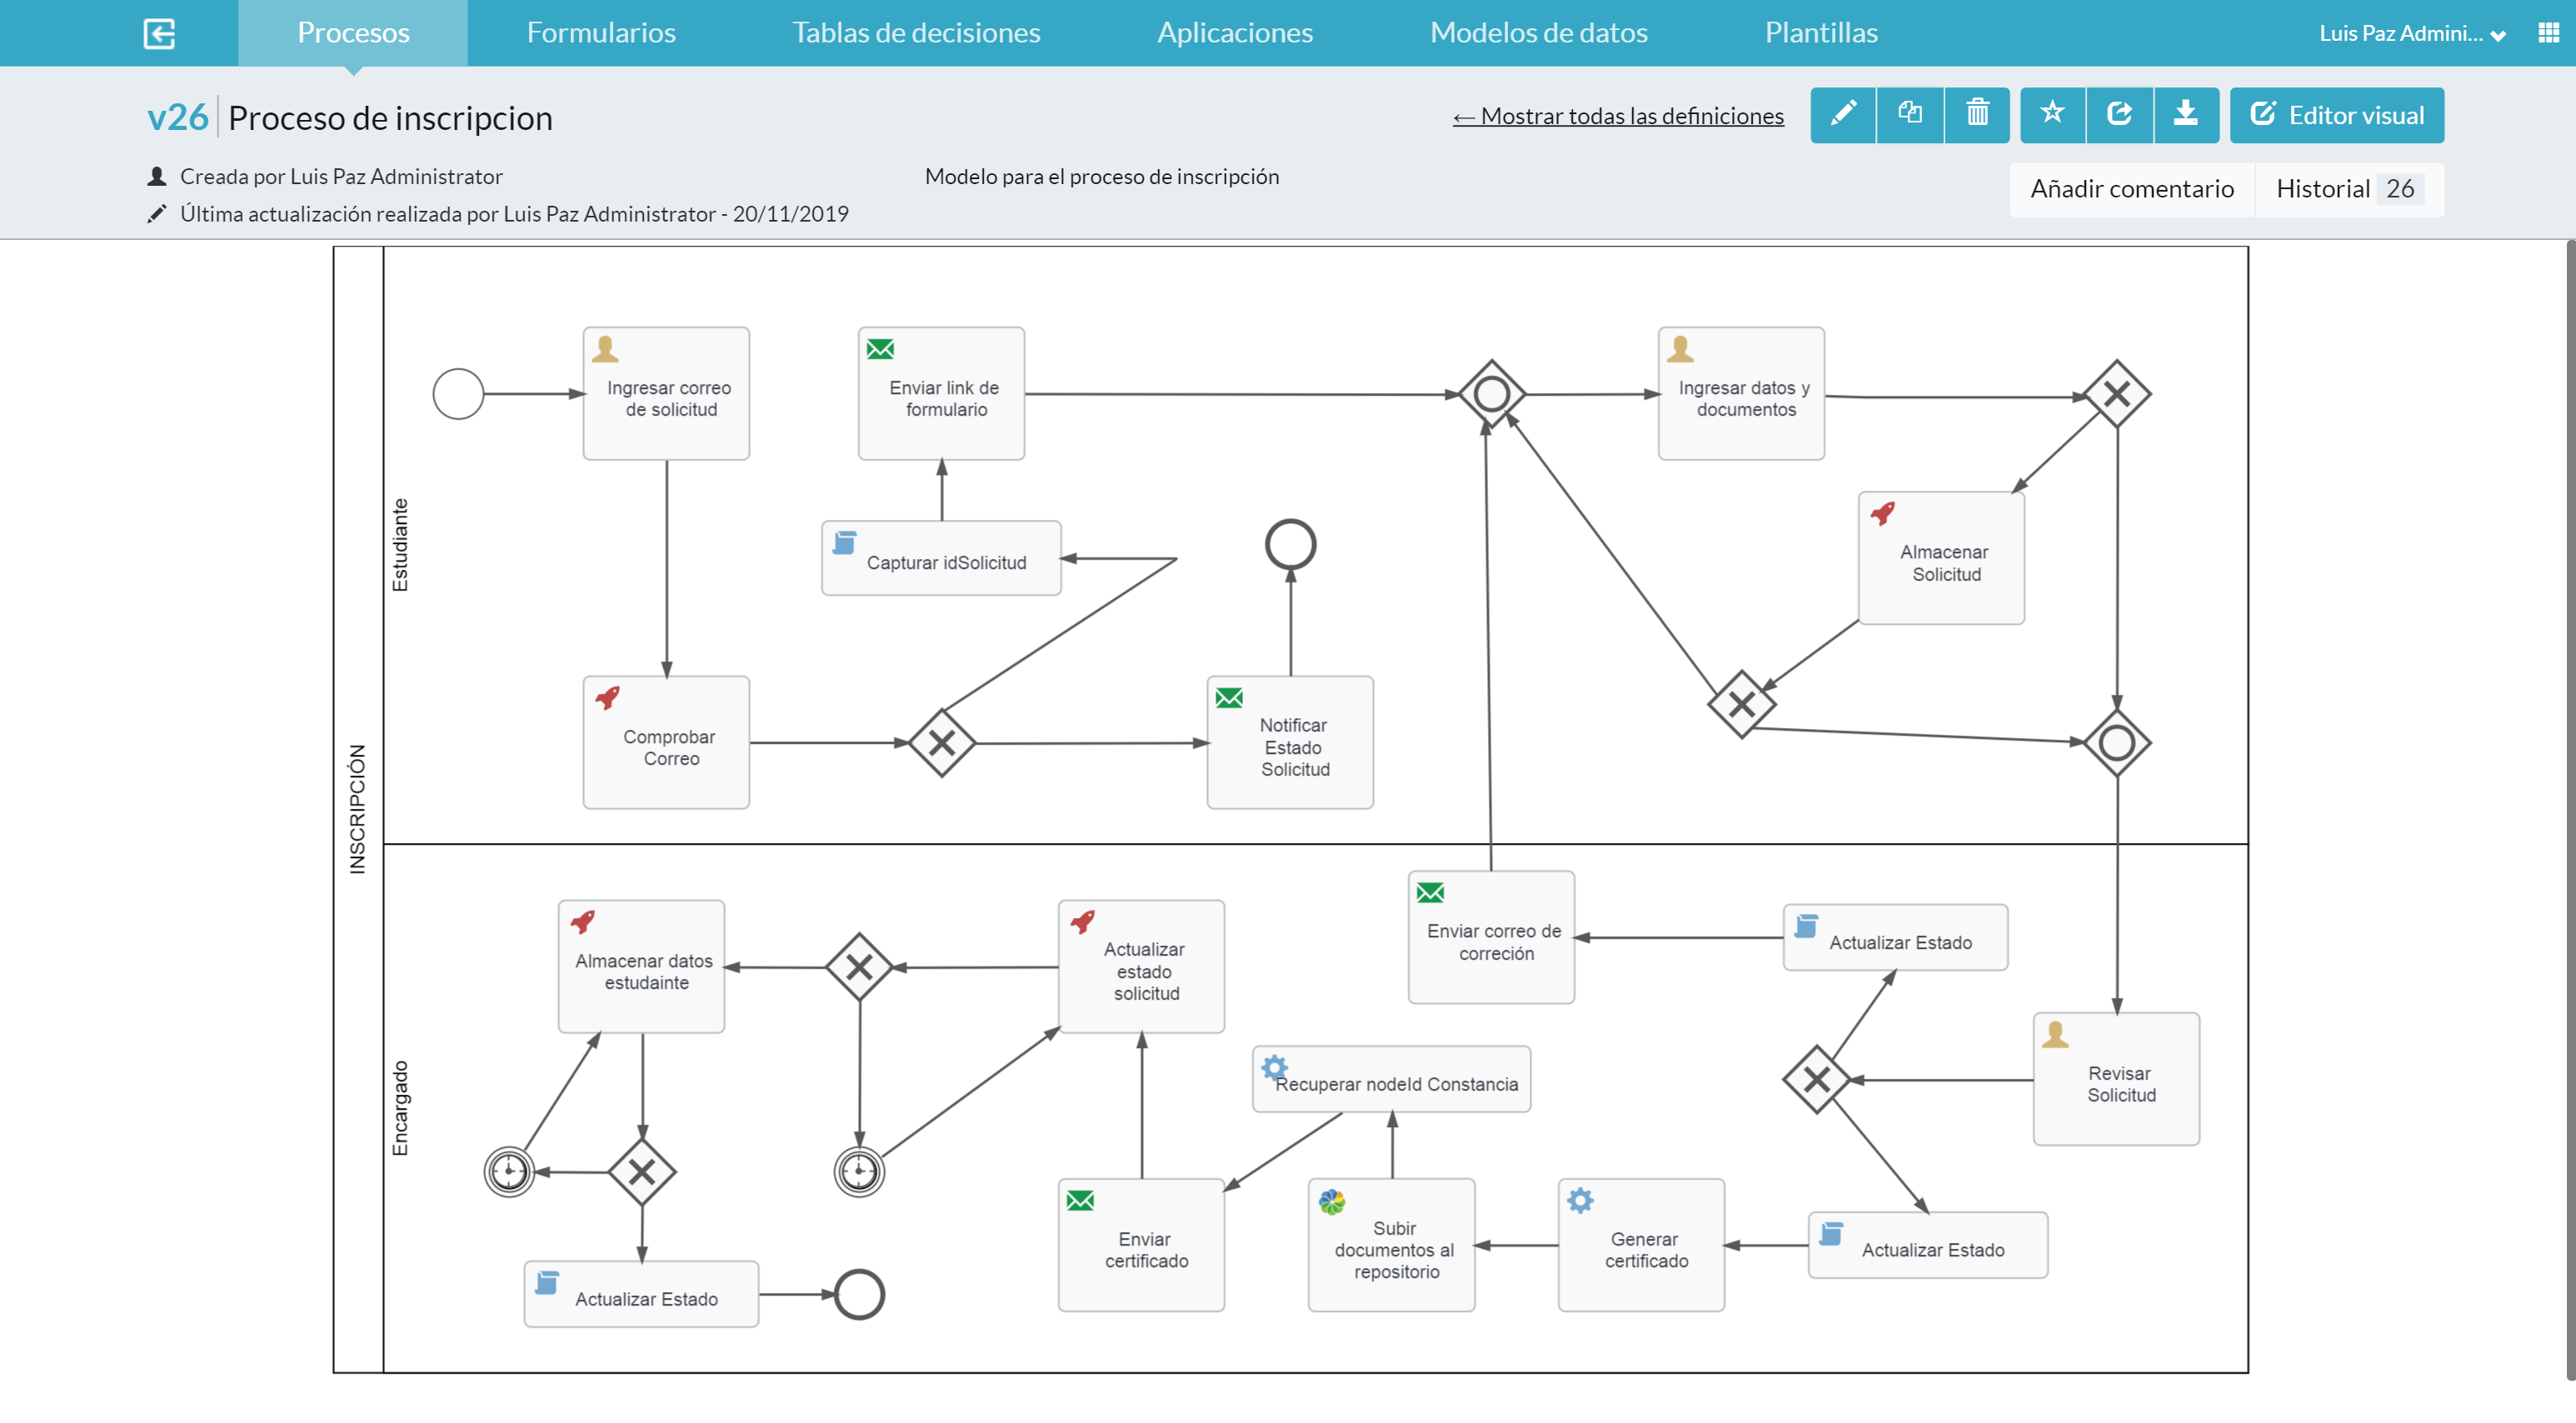 Procesos
Formularios
Tablas de decisiones
Aplicaciones
Modelos de datos
Plantillas
Luis Paz Admini...
v26
Proceso de inscripcion
← Mostrar todas las definiciones
Editor visual
Creada por Luis Paz Administrator
Modelo para el proceso de inscripción
Añadir comentario
Historial 26
Última actualización realizada por Luis Paz Administrator - 20/11/2019
INSCRIPCIÓN
Estudiante
Ingresar correo
de solicitud
Enviar link de
formulario
Ingresar datos y
documentos
Capturar idSolicitud
Almacenar
Solicitud
Comprobar
Correo
Notificar
Estado
Solicitud
Encargado
Almacenar datos
estudainte
Actualizar
estado
solicitud
Enviar correo de
correción
Actualizar Estado
Recuperar nodeId Constancia
Revisar
Solicitud
Enviar
certificado
Subir
documentos al
repositorio
Generar
certificado
Actualizar Estado
Actualizar Estado